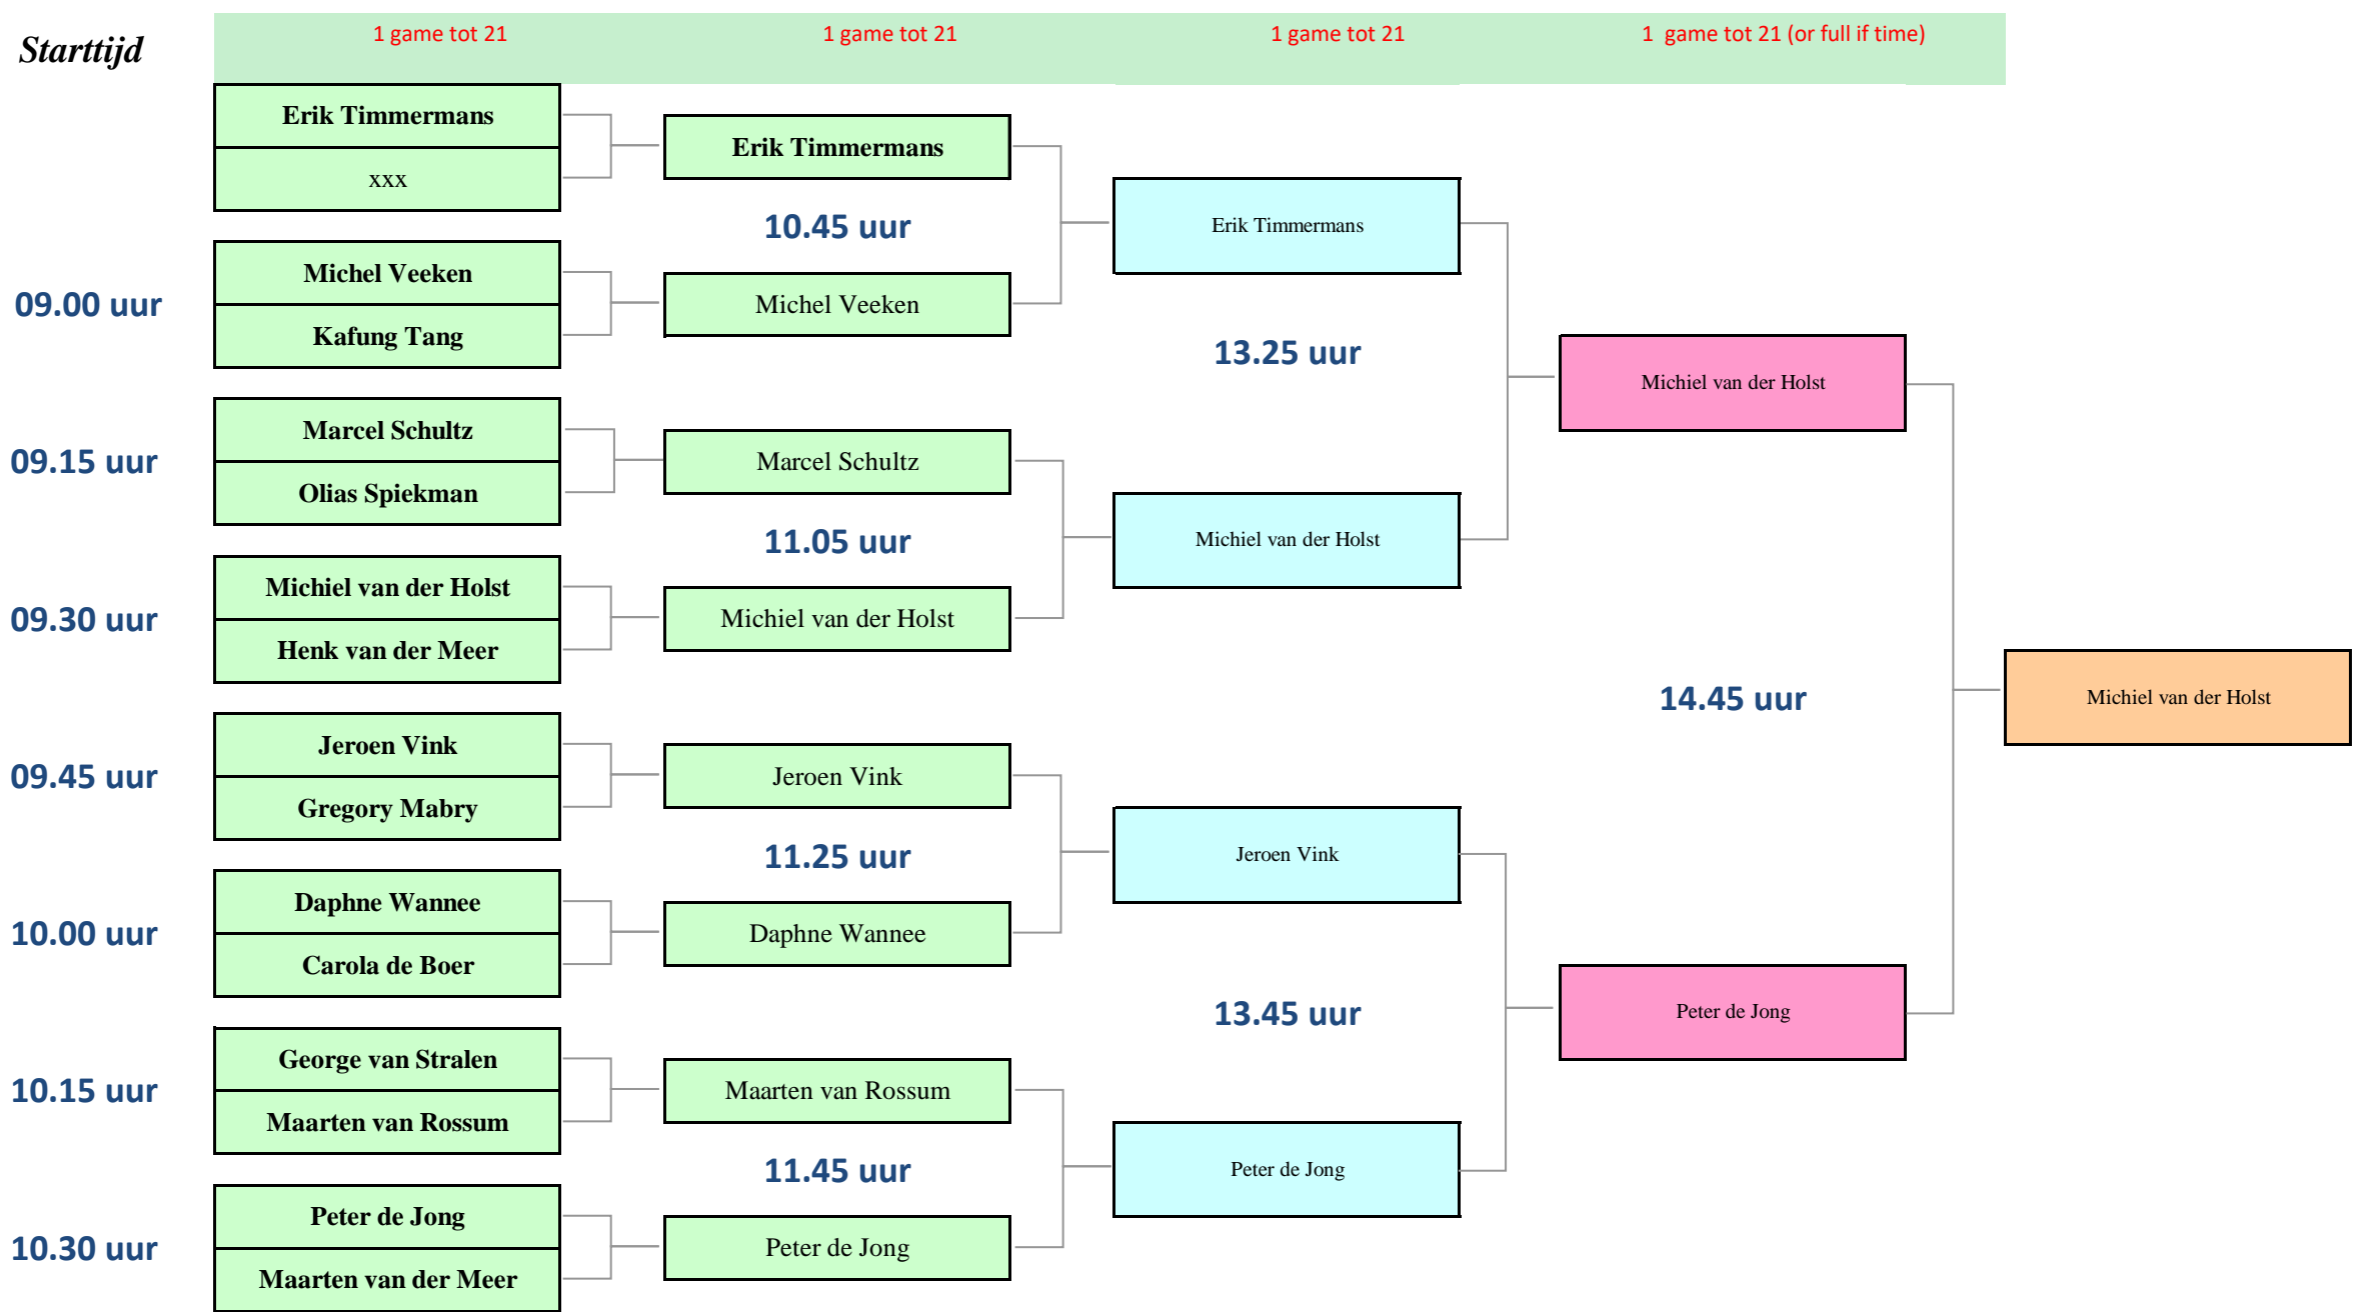 Starttijd
1 game tot 21
1 game tot 21
1 game tot 21
1 game tot 21 (or full if time)
Erik Timmermans
xxx
09.00 uur
Michel Veeken
Kafung Tang
09.15 uur
Marcel Schultz
Olias Spiekman
09.30 uur
Michiel van der Holst
Henk van der Meer
09.45 uur
Jeroen Vink
Gregory Mabry
10.00 uur
Daphne Wannee
Carola de Boer
10.15 uur
George van Stralen
Maarten van Rossum
10.30 uur
Peter de Jong
Maarten van der Meer
Erik Timmermans
10.45 uur
Michel Veeken
Marcel Schultz
11.05 uur
Michiel van der Holst
Jeroen Vink
11.25 uur
Daphne Wannee
Maarten van Rossum
11.45 uur
Peter de Jong
Erik Timmermans
13.25 uur
Michiel van der Holst
Jeroen Vink
13.45 uur
Peter de Jong
Michiel van der Holst
14.45 uur
Peter de Jong
Michiel van der Holst